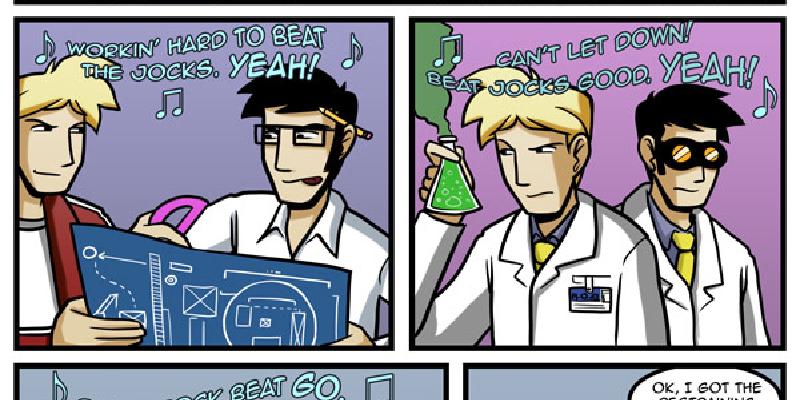 WORKIN' HARD TO BEAT
THE JOCKS. YEAH!
CAN'T LET DOWN!
BEAT JOCKS GOOD. YEAH!
BEAT GO.
OK, I GOT THE